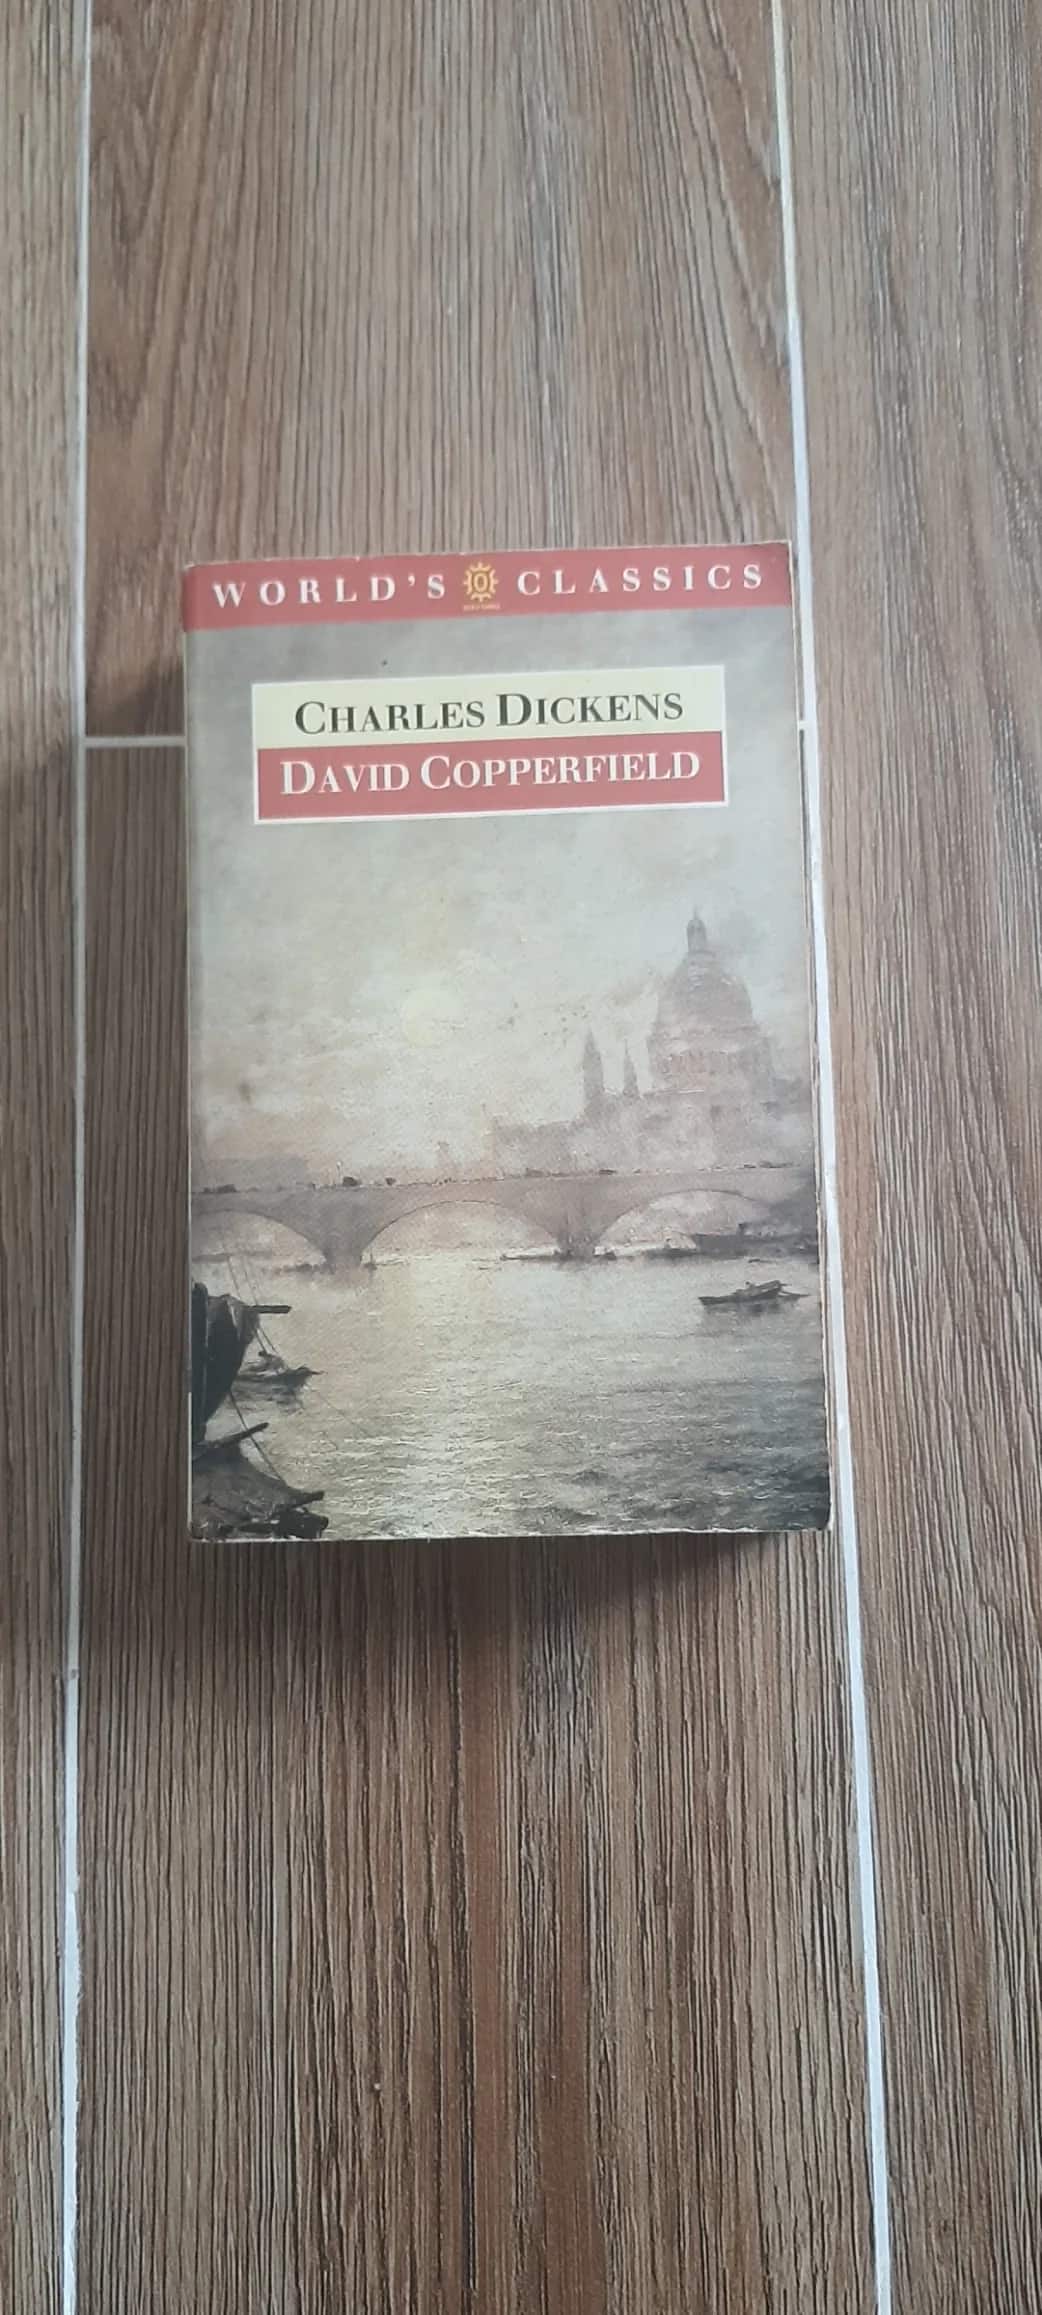 WORLD'S CLASSICS
CHARLES DICKENS
DAVID COPPERFIELD